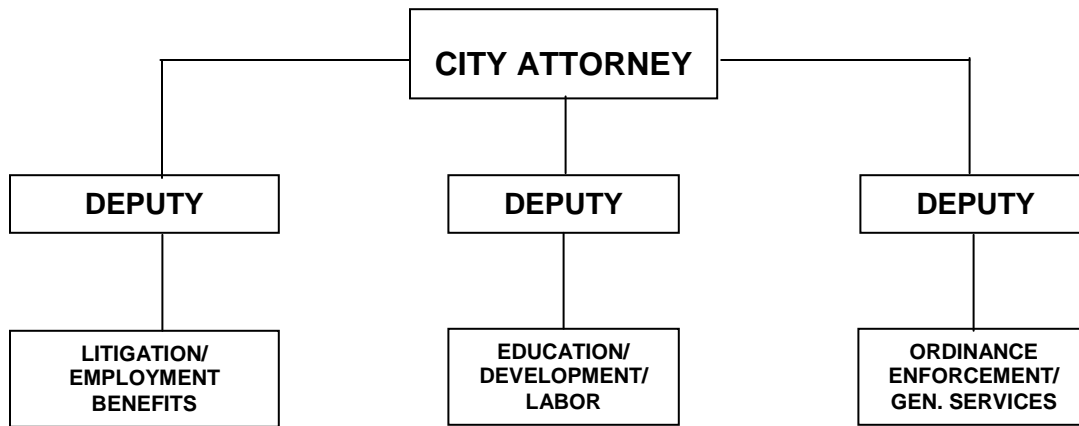 CITY ATTORNEY
DEPUTY
DEPUTY
DEPUTY
LITIGATION/
EMPLOYMENT
BENEFITS
EDUCATION/
DEVELOPMENT/
LABOR
ORDINANCE
ENFORCEMENT/
GEN. SERVICES